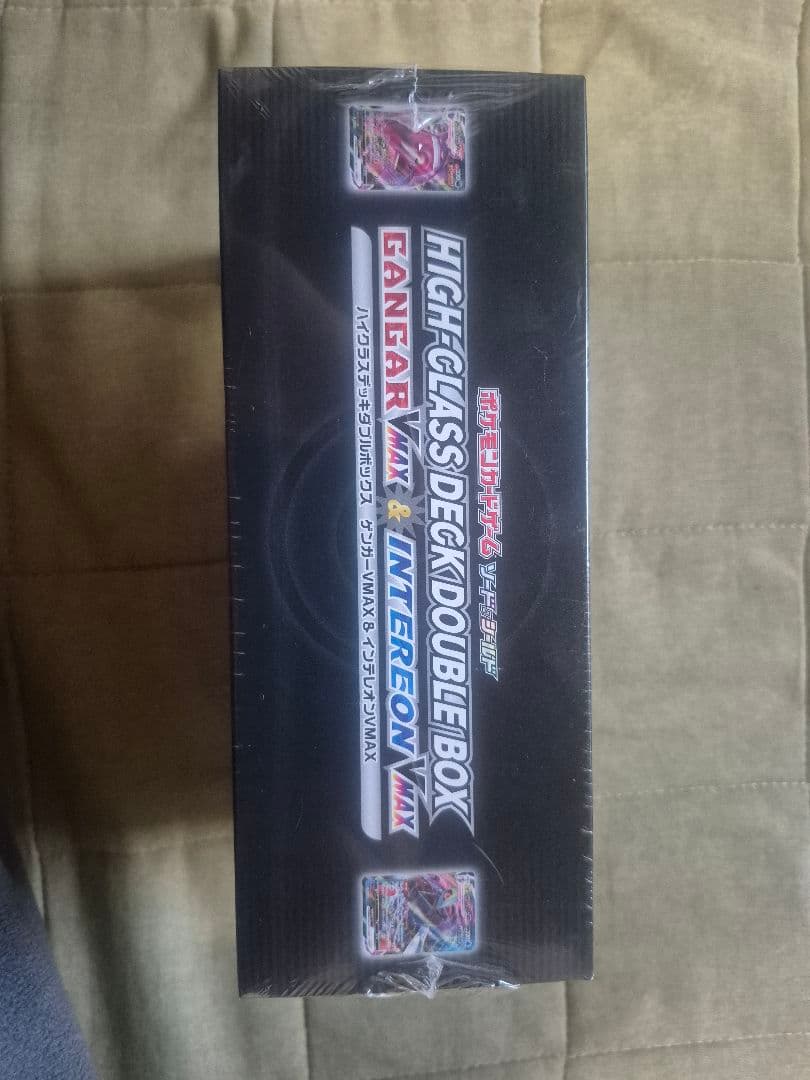 ポケモンカードゲーム ソード&シールド
HIGH-CLASS DECK DOUBLE BOX
GANGAR VMAX & INTEREON VMAX
ハイクラスデッキダブルボックス ゲンガーVMAX & インテレオンVMAX